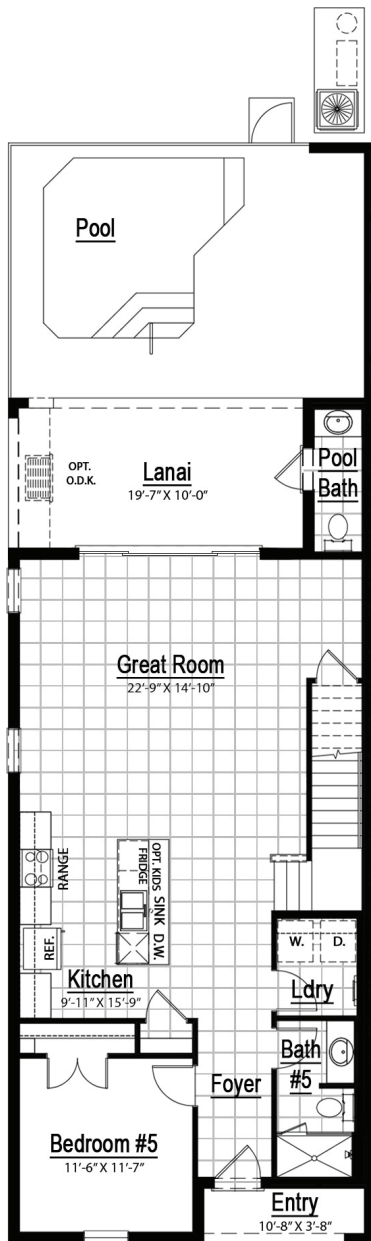 Pool
OPT.
O.D.K.
Lanai
19'-7" X 10'-0"
Pool
Bath
Great Room
22'-9" X 14'-10"
RANGE
OPT. KIDS
FRIDGE
SINK
D.W.
REF.
Kitchen
9'-11" X 15'-9"
W.
D.
Ldry
Bath
#5
Foyer
Bedroom #5
11'-6" X 11'-7"
Entry
10'-8" X 3'-8"